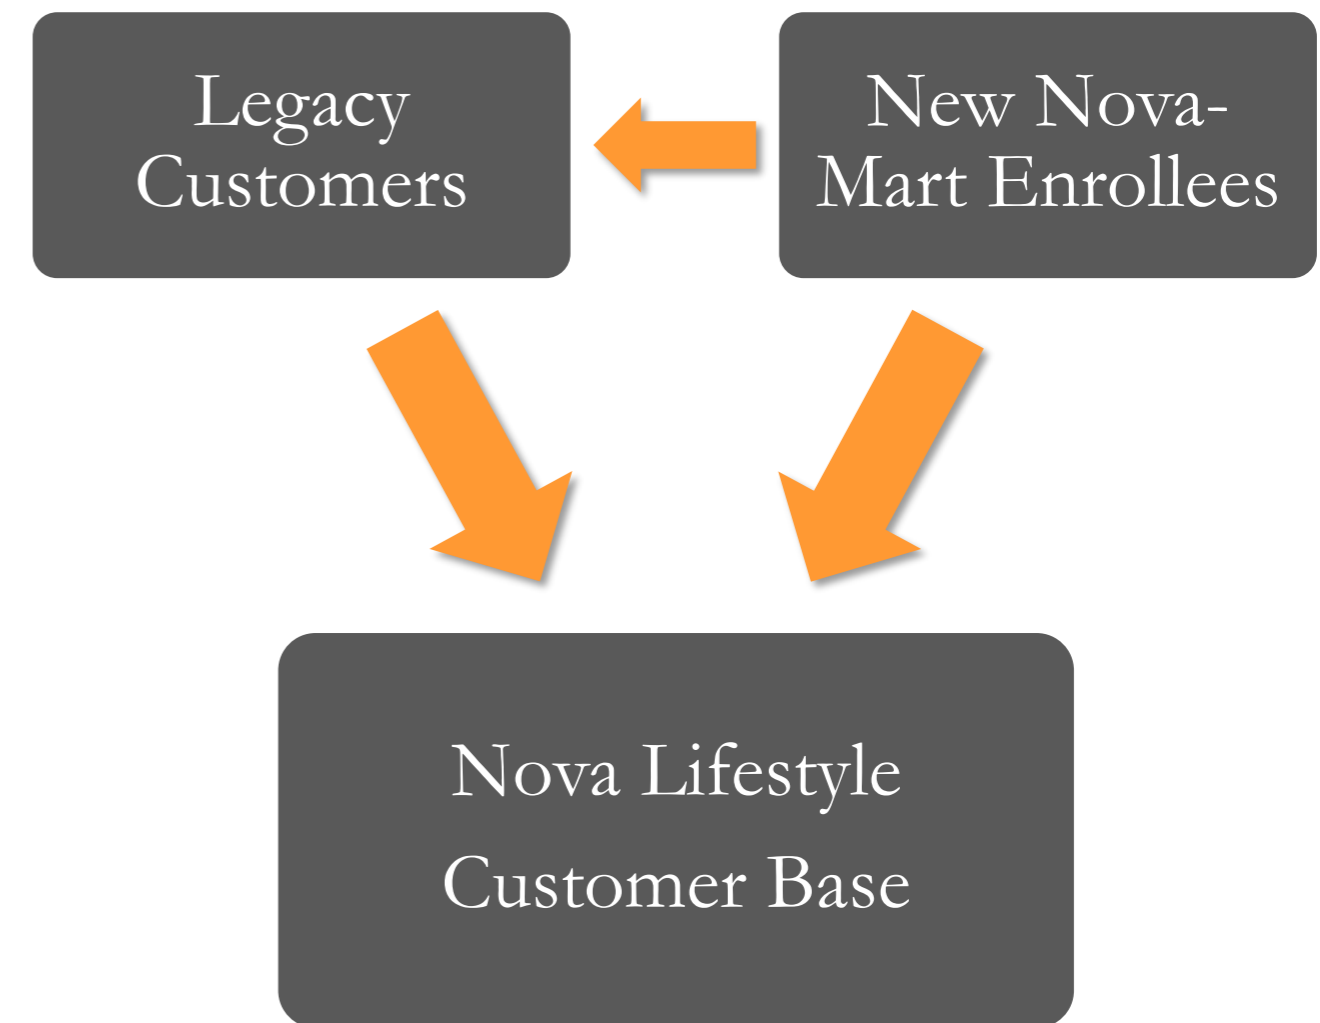 Legacy
Customers
New Nova-
Mart Enrollees
Nova Lifestyle
Customer Base